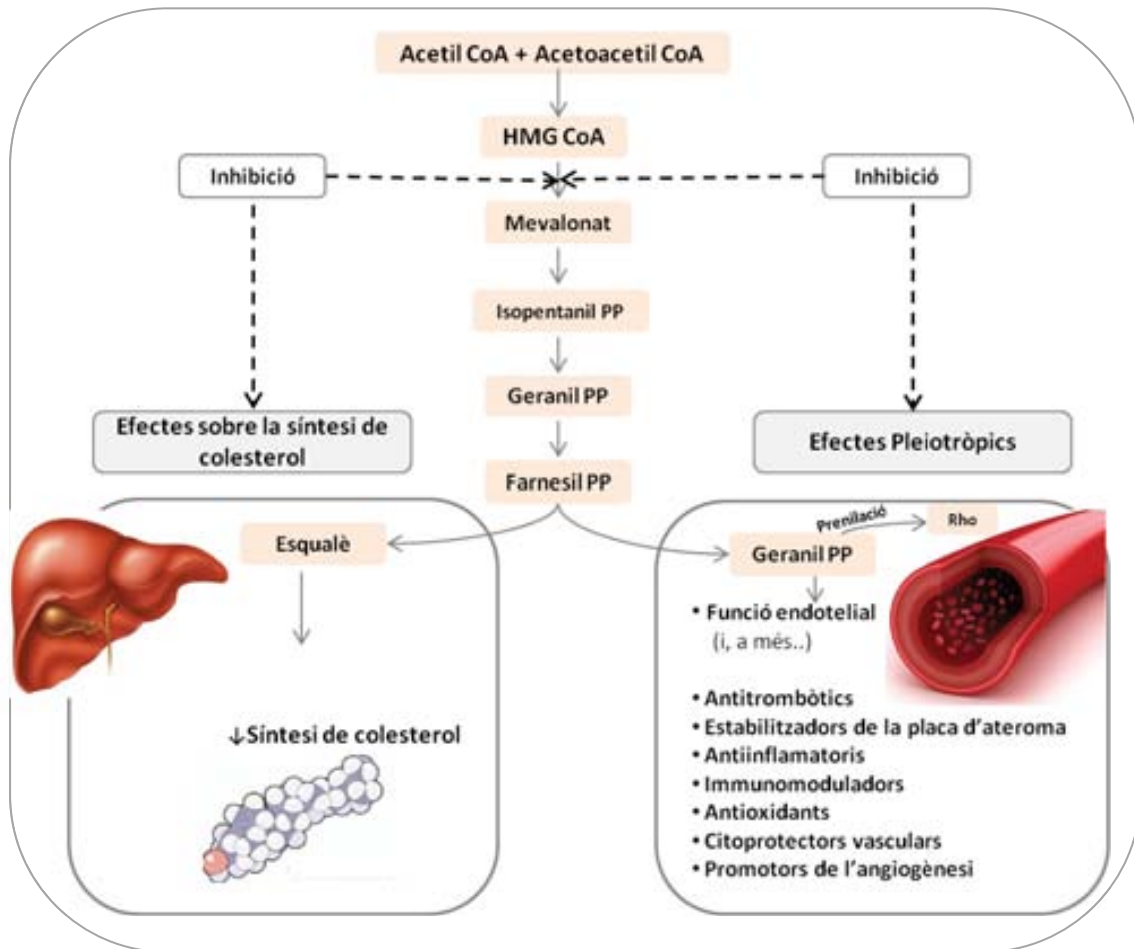 Acetil CoA + Acetoacetil CoA
HMG CoA
Inhibició
Inhibició
Mevalonat
Isopentanil PP
Geranil PP
Efectes sobre la síntesi de
colesterol
Efectes Pleiotròpics
Farnesil PP
Esqualè
Prenilació
Rho
Geranil PP
• Funció endotelial
(i, a més..)
↓Síntesi de colesterol
• Antitrombòtics
• Estabilitzadors de la placa d'ateroma
• Antiinflamatoris
• Immunomoduladors
• Antioxidants
• Citoprotectors vasculars
• Promotors de l'angiogènesi